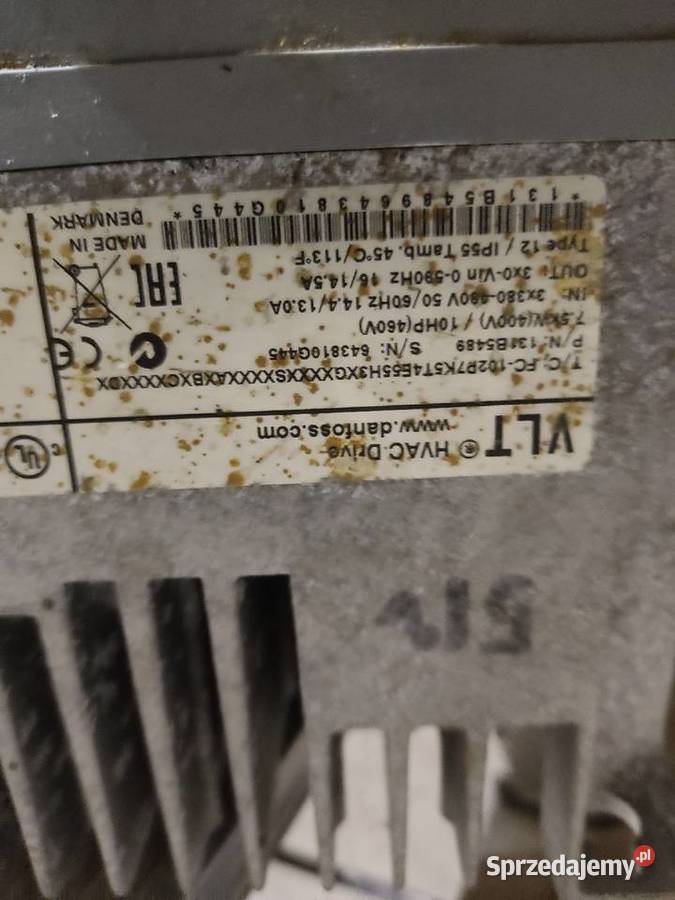 VLT® HVAC Drive
www.danfoss.com
T/C: FC-102P7K5T4E55H3XGXXXXSXXXXAXBXCXXXXDX
P/N: 131B5489 S/N: 643810G445
7.5kW(400V) / 10HP(460V)
IN: 3x380-480V 50/60Hz 14.4/13.0A
OUT: 3x0-Vin 0-590Hz 16/14.5A
Type 12 / IP55 Tamb. 45°C/113°F
*131B5489643810G445*
MADE IN
DENMARK
CE
EAC
c UL
Sprzedajemy.pl